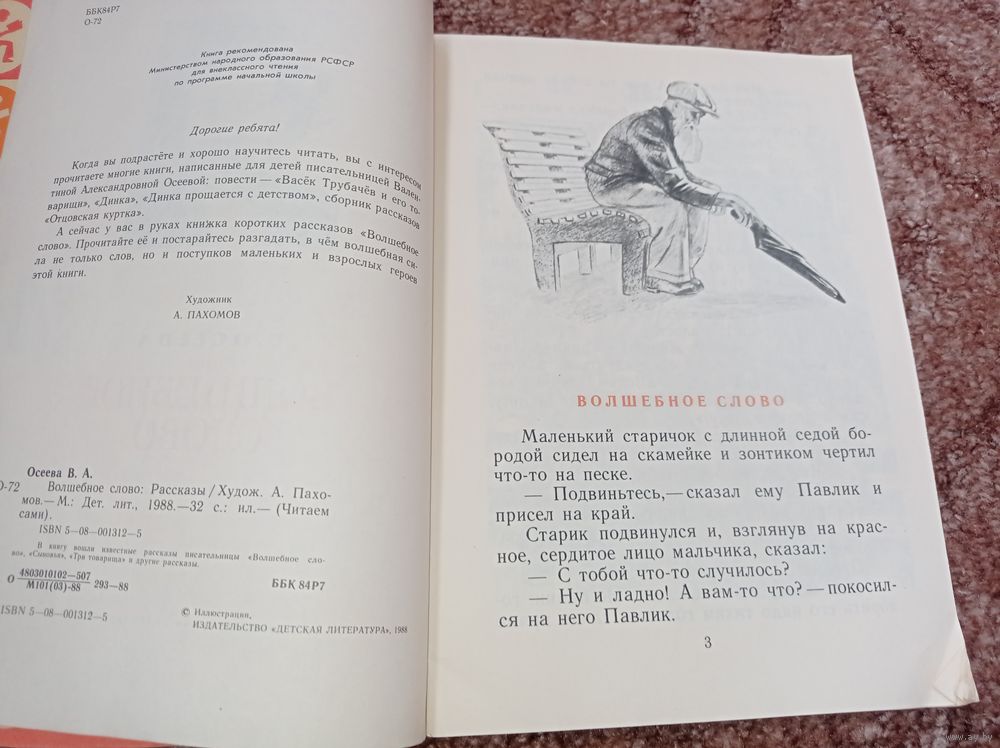 ББК84Р7
О-72
Книга рекомендована
Министерством народного образования РСФСР
для внеклассного чтения
по программе начальной школы
Дорогие ребята!
Когда вы подрастёте и хорошо научитесь читать, вы с интересом
прочитаете многие книги, написанные для детей писательницей Вален-
тиной Александровной Осеевой: повести — «Васёк Трубачёв и его то-
варищи», «Динка», «Динка прощается с детством», сборник рассказов
«Отцовская куртка».
А сейчас у вас в руках книжка коротких рассказов «Волшебное
слово». Прочитайте её и постарайтесь разгадать, в чём волшебная си-
ла не только слов, но и поступков маленьких и взрослых героев
этой книги.
Художник
А. ПАХОМОВ
Осеева В. А.
О-72 Волшебное слово: Рассказы / Худож. А. Пахо-
мов. — М.: Дет. лит., 1988. — 32 с.: ил. — (Читаем
сами).
ISBN 5—08—001312—5
В книгу вошли известные рассказы писательницы «Волшебное сло-
во», «Сыновья», «Три товарища» и другие рассказы.
О 4803010102—507
М101(03)-88 293—88 ББК 84Р7
ISBN 5—08—001312—5
© Иллюстрации,
ИЗДАТЕЛЬСТВО «ДЕТСКАЯ ЛИТЕРАТУРА», 1988
ВОЛШЕБНОЕ СЛОВО
Маленький старичок с длинной седой бо-
родой сидел на скамейке и зонтиком чертил
что-то на песке.
— Подвиньтесь, — сказал ему Павлик и
присел на край.
Старик подвинулся и, взглянув на крас-
ное, сердитое лицо мальчика, сказал:
— С тобой что-то случилось?
— Ну и ладно! А вам-то что? — покосил-
ся на него Павлик.
3
www.ay.by